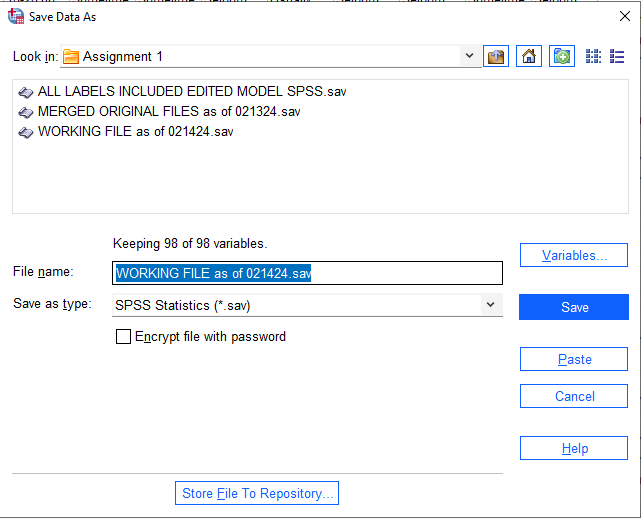 Save Data As
Look in: Assignment 1
ALL LABELS INCLUDED EDITED MODEL SPSS.sav
MERGED ORIGINAL FILES as of 021324.sav
WORKING FILE as of 021424.sav
Keeping 98 of 98 variables.
Variables...
File name: WORKING FILE as of 021424.sav
Save as type: SPSS Statistics (*.sav)
Save
Encrypt file with password
Paste
Cancel
Help
Store File To Repository...